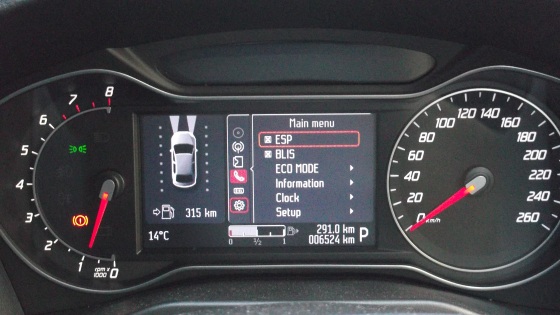 8
7
6
5
4
3
2
1
0
rpm x
1000
Main menu
ESP
BLIS
ECO MODE
Information
Clock
Setup
315 km
14°C
0
1/2
1
291.0 km
006524 km
P
0
20
40
60
80
100
120
140
160
180
200
220
240
260
km/h